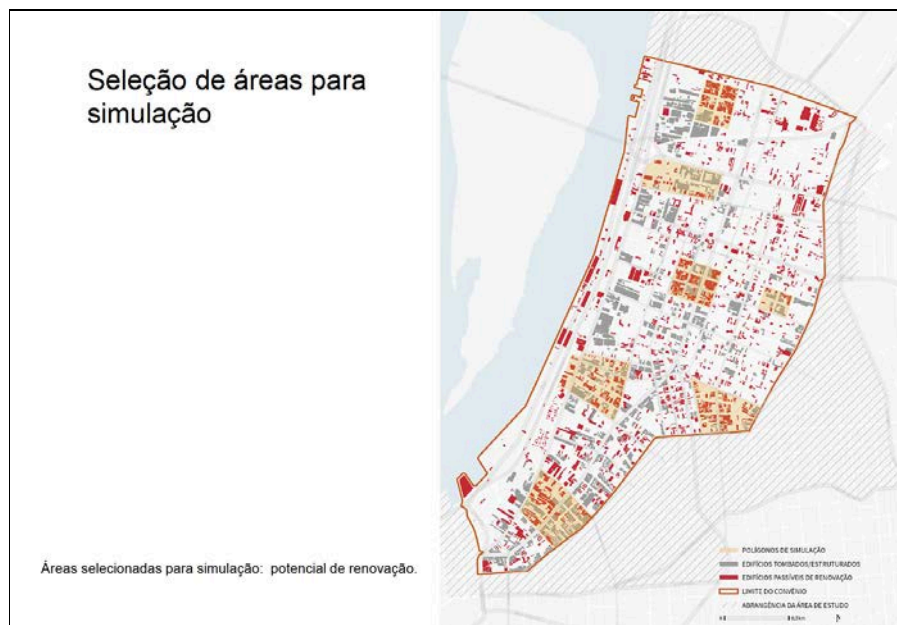 Seleção de áreas para
simulação
Áreas selecionadas para simulação: potencial de renovação.
POLÍGONOS DE SIMULAÇÃO
EDIFÍCIOS TOMBADOS/ESTRUTURADOS
EDIFÍCIOS PASSÍVEIS DE RENOVAÇÃO
LIMITE DO CONVÊNIO
ABRANGÊNCIA DA ÁREA DE ESTUDO